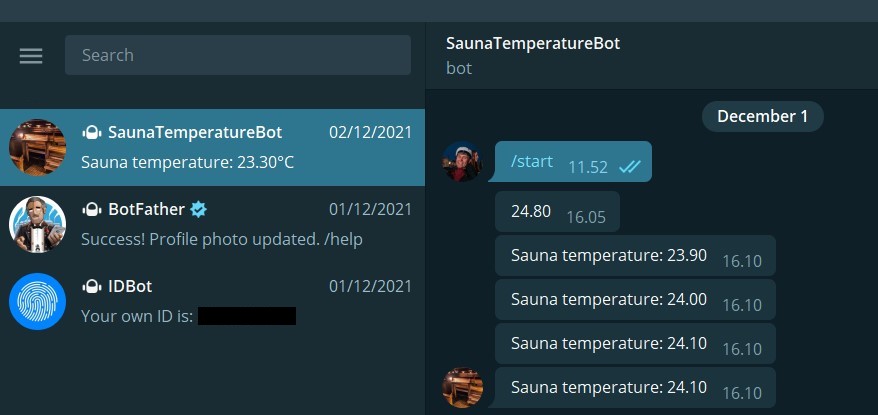 Search
SaunaTemperatureBot 02/12/2021
Sauna temperature: 23.30°C
BotFather 01/12/2021
Success! Profile photo updated. /help
IDBot 01/12/2021
Your own ID is:
SaunaTemperatureBot
bot
December 1
/start 11.52
24.80 16.05
Sauna temperature: 23.90 16.10
Sauna temperature: 24.00 16.10
Sauna temperature: 24.10 16.10
Sauna temperature: 24.10 16.10